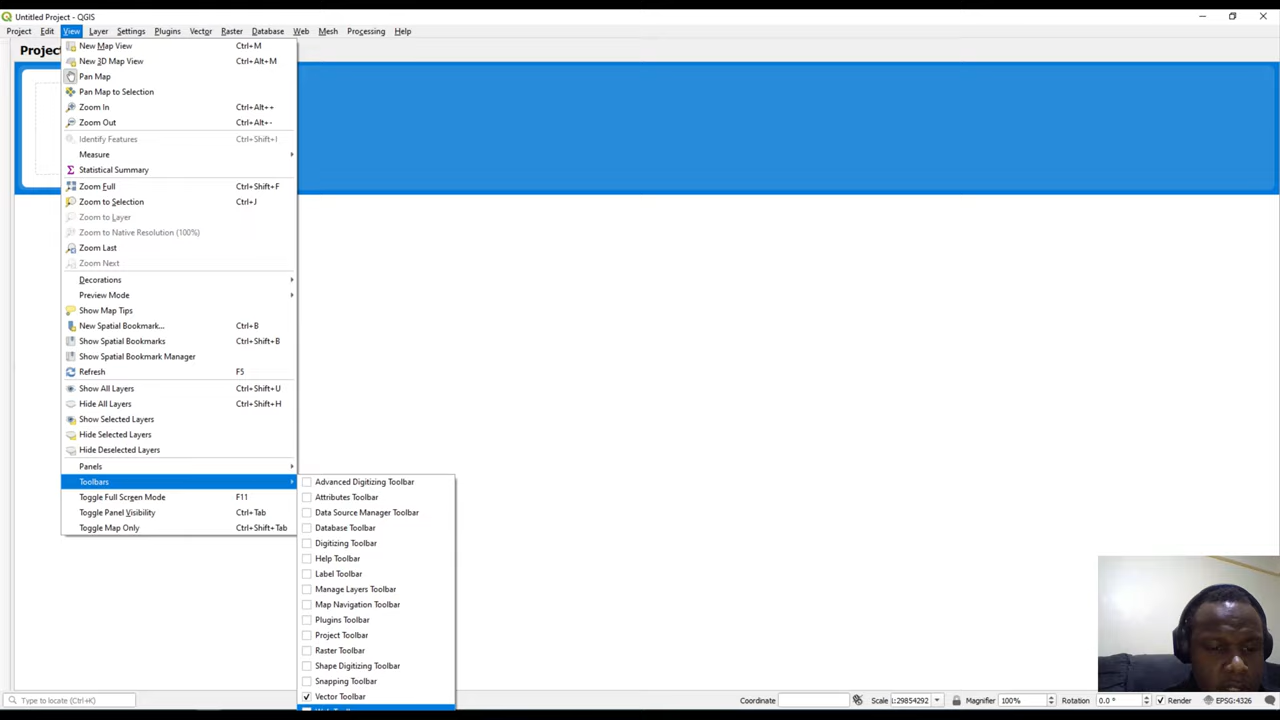 Untitled Project - QGIS
Project Edit View Layer Settings Plugins Vector Raster Database Web Mesh Processing Help
New Map View Ctrl+M
New 3D Map View Ctrl+Alt+M
Pan Map
Pan Map to Selection
Zoom In Ctrl+Alt++
Zoom Out Ctrl+Alt+-
Identify Features Ctrl+Shift+I
Measure
Statistical Summary
Zoom Full Ctrl+Shift+F
Zoom to Selection Ctrl+J
Zoom to Layer
Zoom to Native Resolution (100%)
Zoom Last
Zoom Next
Decorations
Preview Mode
Show Map Tips
New Spatial Bookmark... Ctrl+B
Show Spatial Bookmarks Ctrl+Shift+B
Show Spatial Bookmark Manager
Refresh F5
Show All Layers Ctrl+Shift+U
Hide All Layers Ctrl+Shift+H
Show Selected Layers
Hide Selected Layers
Hide Deselected Layers
Panels
Toolbars
Toggle Full Screen Mode F11
Toggle Panel Visibility Ctrl+Tab
Toggle Map Only Ctrl+Shift+Tab
Advanced Digitizing Toolbar
Attributes Toolbar
Data Source Manager Toolbar
Database Toolbar
Digitizing Toolbar
Help Toolbar
Label Toolbar
Manage Layers Toolbar
Map Navigation Toolbar
Plugins Toolbar
Project Toolbar
Raster Toolbar
Shape Digitizing Toolbar
Snapping Toolbar
Vector Toolbar
Type to locate (Ctrl+K) Coordinate Scale 1:29854292 Magnifier 100% Rotation 0.0 ° Render EPSG:4326